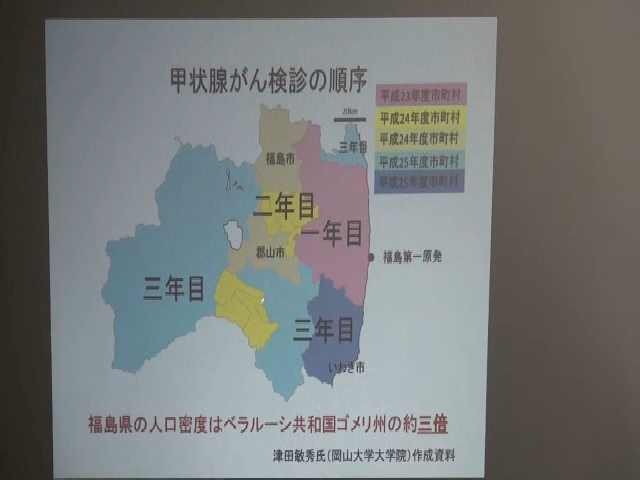 甲状腺がん検診の順序
平成23年度市町村
平成24年度市町村
平成24年度市町村
平成25年度市町村
平成25年度市町村
20km
三年目
福島市
二年目
一年目
郡山市
福島第一原発
三年目
三年目
いわき市
福島県の人口密度はベラルーシ共和国ゴメリ州の約三倍
津田敏秀氏(岡山大学大学院)作成資料